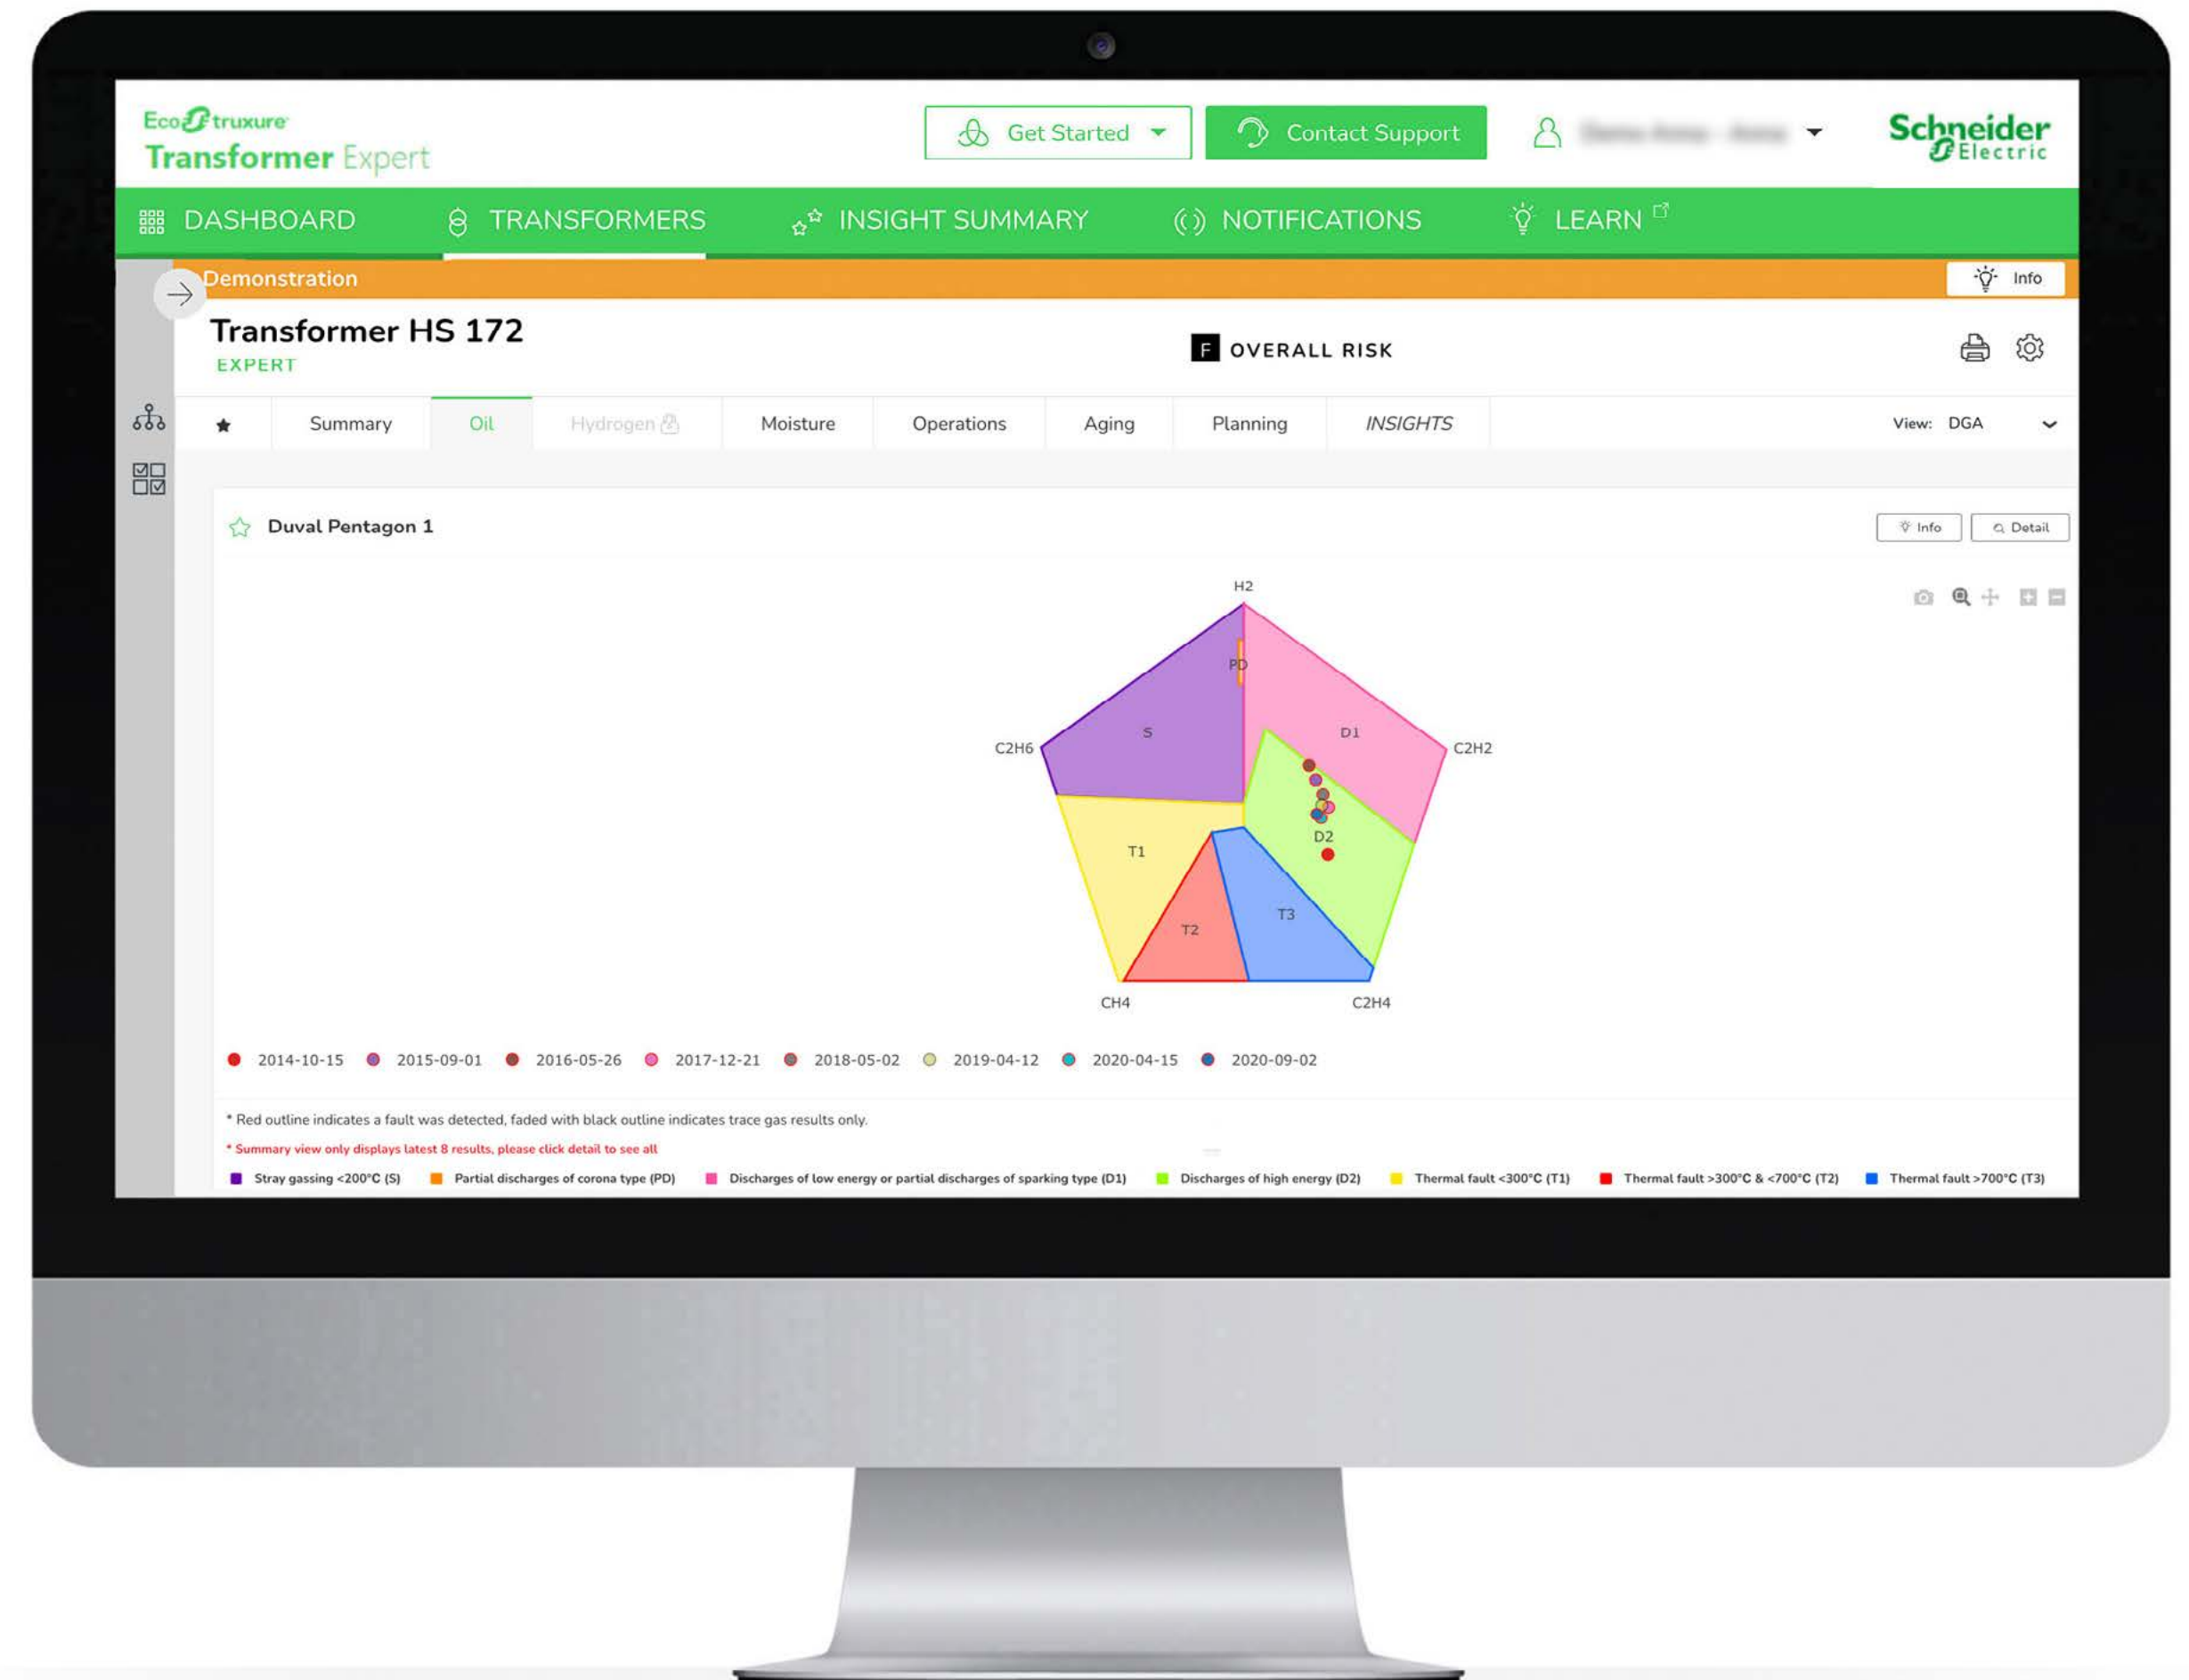 EcoStruxure
Transformer Expert
Get Started
Contact Support
Schneider
Electric
DASHBOARD TRANSFORMERS INSIGHT SUMMARY NOTIFICATIONS LEARN
Demonstration Info
Transformer HS 172
EXPERT
F OVERALL RISK
Summary Oil Hydrogen Moisture Operations Aging Planning INSIGHTS View: DGA
Duval Pentagon 1 Info Detail
H2
PD
S D1
C2H6 C2H2
D2
T1
T3
T2
CH4 C2H4
2014-10-15 2015-09-01 2016-05-26 2017-12-21 2018-05-02 2019-04-12 2020-04-15 2020-09-02
* Red outline indicates a fault was detected, faded with black outline indicates trace gas results only.
* Summary view only displays latest 8 results, please click detail to see all
Stray gassing <200°C (S) Partial discharges of corona type (PD) Discharges of low energy or partial discharges of sparking type (D1) Discharges of high energy (D2) Thermal fault <300°C (T1) Thermal fault >300°C & <700°C (T2) Thermal fault >700°C (T3)